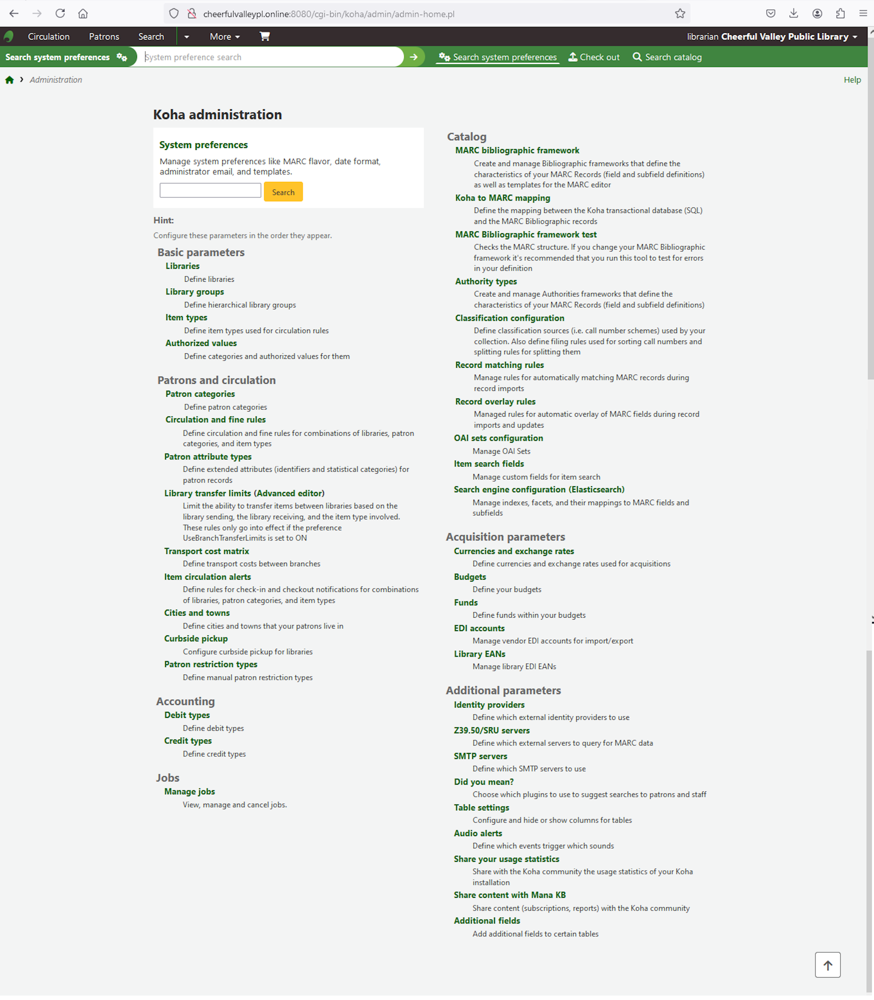 cheerfulvalleypl.online:8080/cgi-bin/koha/admin/admin-home.pl
Circulation Patrons Search More librarian Cheerful Valley Public Library
Search system preferences System preference search Search system preferences Check out Search catalog
Administration Help
Koha administration
System preferences
Manage system preferences like MARC flavor, date format,
administrator email, and templates.
Search
Hint:
Configure these parameters in the order they appear.
Basic parameters
Libraries
Define libraries
Library groups
Define hierarchical library groups
Item types
Define item types used for circulation rules
Authorized values
Define categories and authorized values for them
Patrons and circulation
Patron categories
Define patron categories
Circulation and fine rules
Define circulation and fine rules for combinations of libraries, patron
categories, and item types
Patron attribute types
Define extended attributes (identifiers and statistical categories) for
patron records
Library transfer limits (Advanced editor)
Limit the ability to transfer items between libraries based on the
library sending, the library receiving, and the item type involved.
These rules only go into effect if the preference
UseBranchTransferLimits is set to ON
Transport cost matrix
Define transport costs between branches
Item circulation alerts
Define rules for check-in and checkout notifications for combinations
of libraries, patron categories, and item types
Cities and towns
Define cities and towns that your patrons live in
Curbside pickup
Configure curbside pickup for libraries
Patron restriction types
Define manual patron restriction types
Accounting
Debit types
Define debit types
Credit types
Define credit types
Jobs
Manage jobs
View, manage and cancel jobs.
Catalog
MARC bibliographic framework
Create and manage Bibliographic frameworks that define the
characteristics of your MARC Records (field and subfield definitions)
as well as templates for the MARC editor
Koha to MARC mapping
Define the mapping between the Koha transactional database (SQL)
and the MARC Bibliographic records
MARC Bibliographic framework test
Checks the MARC structure. If you change your MARC Bibliographic
framework it's recommended that you run this tool to test for errors
in your definition
Authority types
Create and manage Authorities frameworks that define the
characteristics of your MARC Records (field and subfield definitions)
Classification configuration
Define classification sources (i.e. call number schemes) used by your
collection. Also define filing rules used for sorting call numbers and
splitting rules for splitting them
Record matching rules
Manage rules for automatically matching MARC records during
record imports
Record overlay rules
Managed rules for automatic overlay of MARC fields during record
imports and updates
OAI sets configuration
Manage OAI Sets
Item search fields
Manage custom fields for item search
Search engine configuration (Elasticsearch)
Manage indexes, facets, and their mappings to MARC fields and
subfields
Acquisition parameters
Currencies and exchange rates
Define currencies and exchange rates used for acquisitions
Budgets
Define your budgets
Funds
Define funds within your budgets
EDI accounts
Manage vendor EDI accounts for import/export
Library EANs
Manage library EDI EANs
Additional parameters
Identity providers
Define which external identity providers to use
Z39.50/SRU servers
Define which external servers to query for MARC data
SMTP servers
Define which SMTP servers to use
Did you mean?
Choose which plugins to use to suggest searches to patrons and staff
Table settings
Configure and hide or show columns for tables
Audio alerts
Define which events trigger which sounds
Share your usage statistics
Share with the Koha community the usage statistics of your Koha
installation
Share content with Mana KB
Share content (subscriptions, reports) with the Koha community
Additional fields
Add additional fields to certain tables